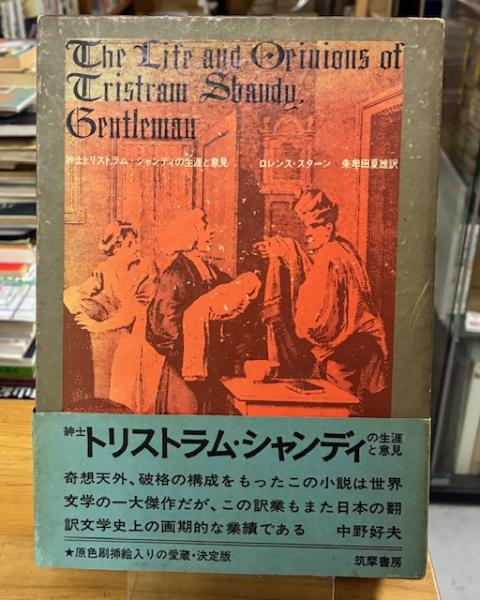 The Life and Opinions of
Tristram Shandy,
Gentleman
紳士トリストラム・シャンディの生涯と意見 ロレンス・スターン 朱牟田夏雄訳
紳士トリストラム・シャンディの生涯と意見
奇想天外、破格の構成をもったこの小説は世界
文学の一大傑作だが、この訳業もまた日本の翻
訳文学史上の画期的な業績である 中野好夫
★原色刷挿絵入りの愛蔵・決定版 筑摩書房